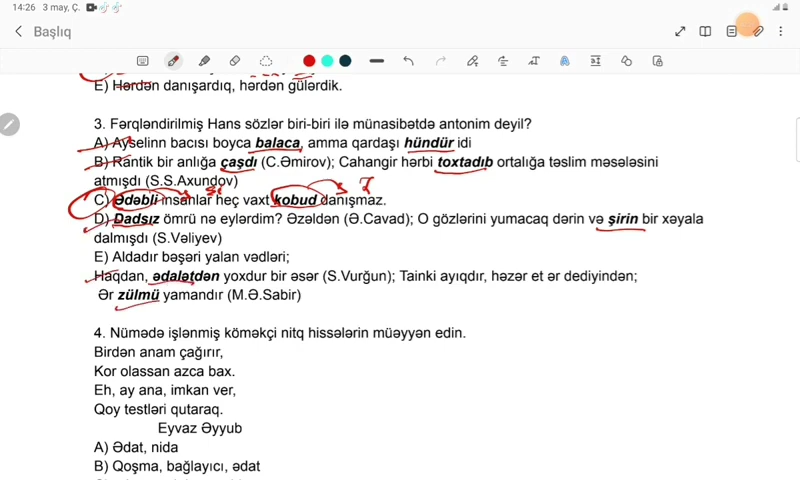 14:26 3 may, Ç.
Başlıq
E) Hərdən danışardıq, hərdən gülərdik.
3. Fərqləndirilmiş Hans sözlər biri-biri ilə münasibətdə antonim deyil?
A) Ayselinn bacısı boyca balaca, amma qardaşı hündür idi
B) Rantik bir anlığa çaşdı (C.Əmirov); Cahangir hərbi toxtadıb ortalığa təslim məsələsini
atmışdı (S.S.Axundov)
C) Ədəbli insanlar heç vaxt kobud danışmaz.
D) Dadsız ömrü nə eylərdim? Əzəldən (Ə.Cavad); O gözlərini yumacaq dərin və şirin bir xəyala
dalmışdı (S.Vəliyev)
E) Aldadır bəşəri yalan vədləri;
Haqdan, ədalətdən yoxdur bir əsər (S.Vurğun); Tainki ayıqdır, həzər et ər dediyindən;
Ər zülmü yamandır (M.Ə.Sabir)
4. Nümədə işlənmiş köməkçi nitq hissələrin müəyyən edin.
Birdən anam çağırır,
Kor olassan azca bax.
Eh, ay ana, imkan ver,
Qoy testləri qutaraq.
Eyvaz Əyyub
A) Ədat, nida
B) Qoşma, bağlayıcı, ədat